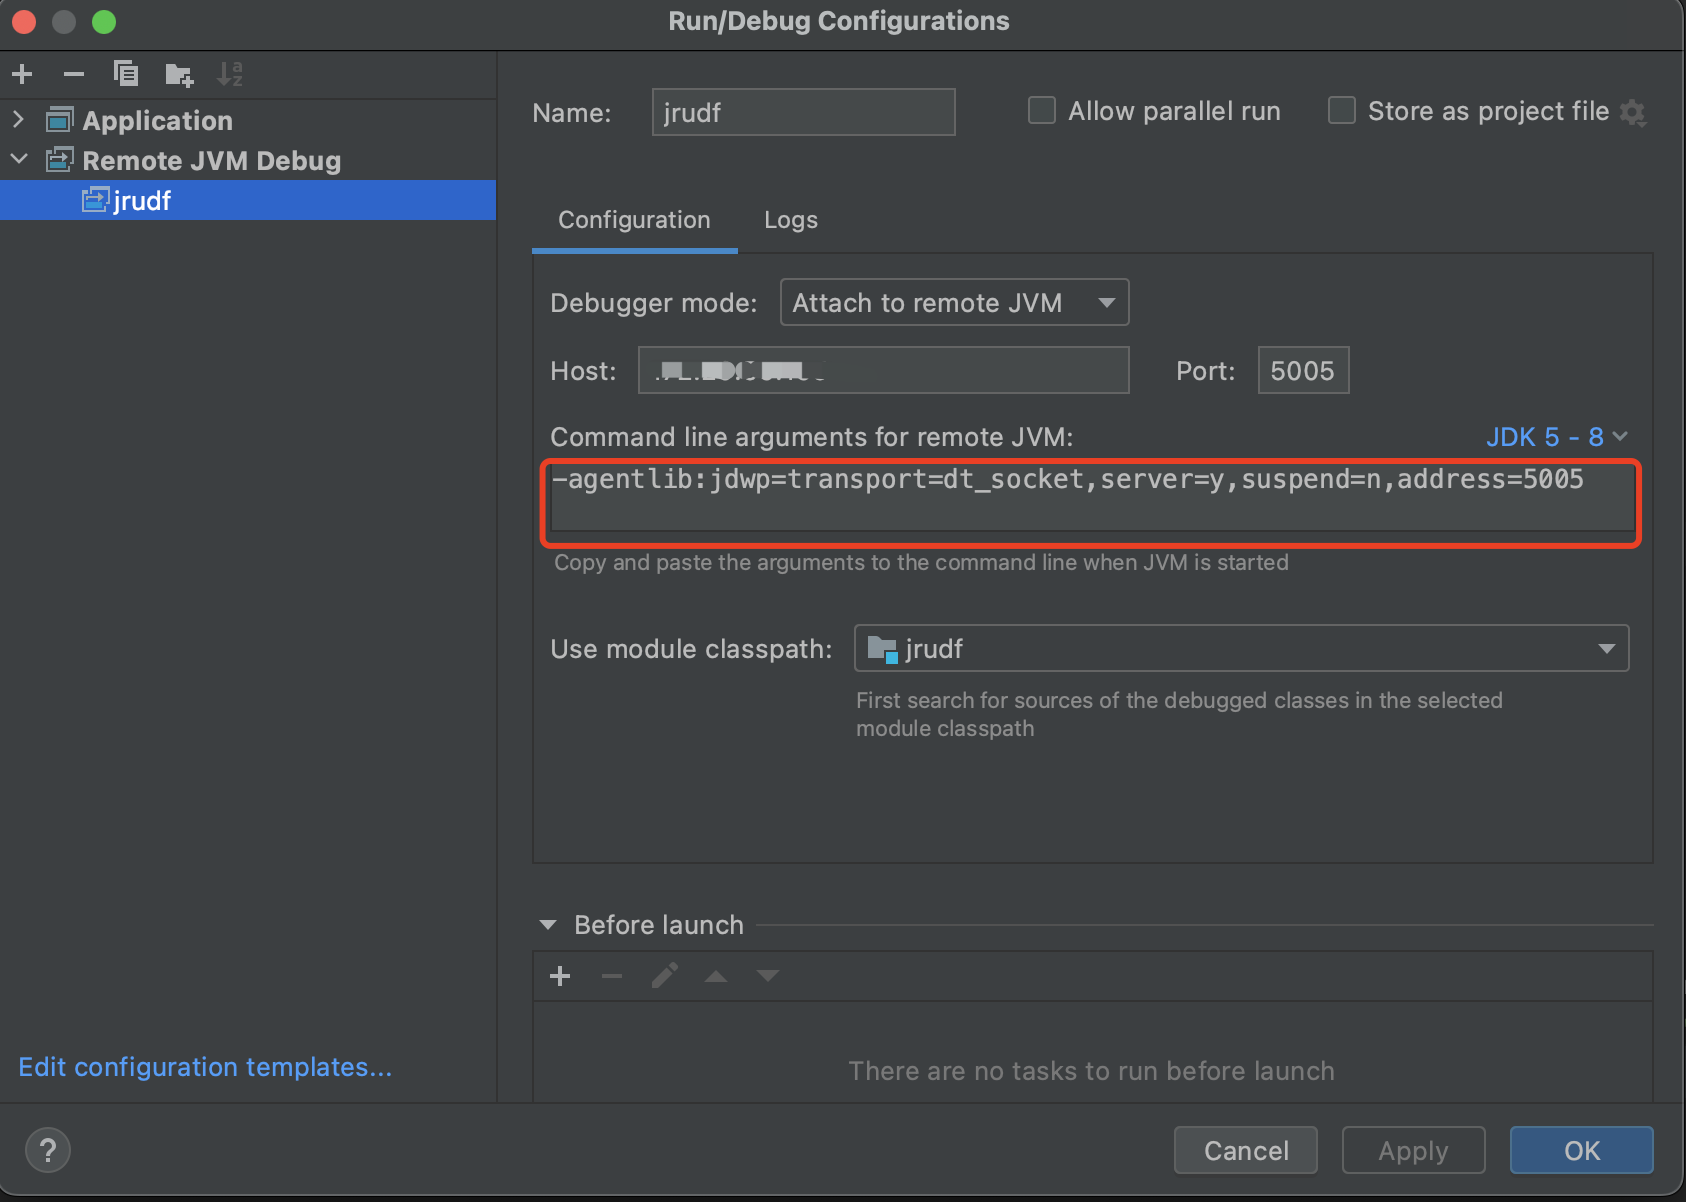 Run/Debug Configurations
Application
Remote JVM Debug
jrudf
Edit configuration templates...
Name: jrudf
Allow parallel run
Store as project file
Configuration
Logs
Debugger mode: Attach to remote JVM
Host:
Port: 5005
Command line arguments for remote JVM:
JDK 5 - 8
-agentlib:jdwp=transport=dt_socket,server=y,suspend=n,address=5005
Copy and paste the arguments to the command line when JVM is started
Use module classpath: jrudf
First search for sources of the debugged classes in the selected
module classpath
Before launch
There are no tasks to run before launch
?
Cancel
Apply
OK